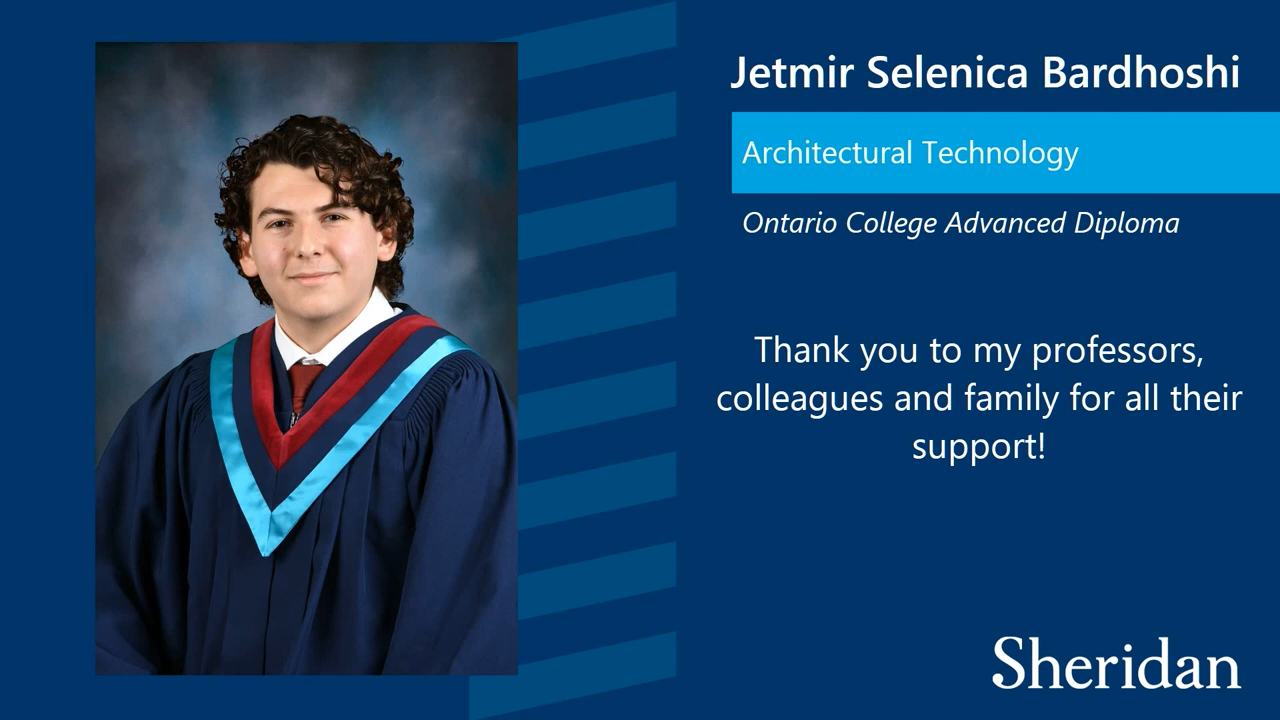 Jetmir Selenica Bardhoshi
Architectural Technology
Ontario College Advanced Diploma
Thank you to my professors,
colleagues and family for all their
support!
Sheridan